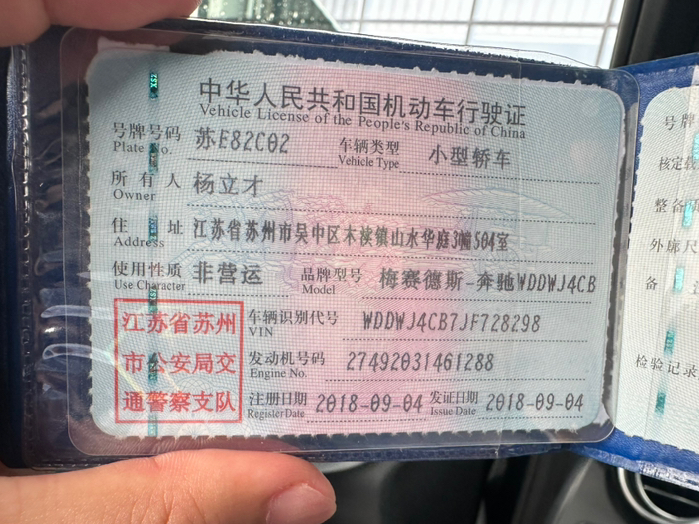 中华人民共和国机动车行驶证
Vehicle License of the People's Republic of China
号牌号码 苏E82C02 车辆类型 小型轿车
Plate No. Vehicle Type
所有人 杨立才
Owner
住址 江苏省苏州市吴中区木渎镇山水华庭3幢504室
Address
使用性质 非营运 品牌型号 梅赛德斯-奔驰WDDWJ4CB
Use Character Model
江苏省苏州
市公安局交
通警察支队
车辆识别代号 WDDWJ4CB7JF728298
VIN
发动机号码 27492031461288
Engine No.
注册日期 2018-09-04 发证日期 2018-09-04
Register Date Issue Date
号牌
核定载
整备质
外廓尺
备
检验记录